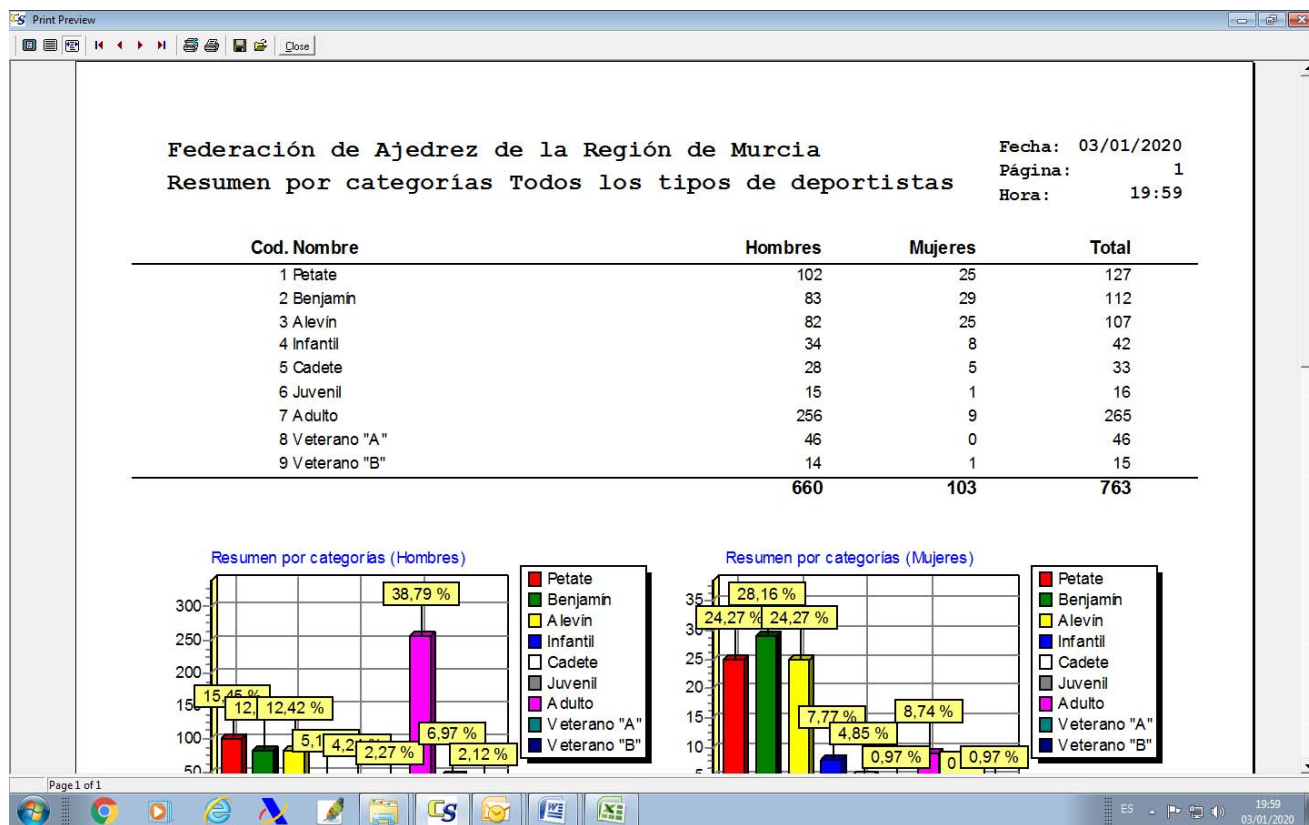 Print Preview
Close
Federación de Ajedrez de la Región de Murcia
Resumen por categorías Todos los tipos de deportistas
Fecha: 03/01/2020
Página: 1
Hora: 19:59
Cod. Nombre Hombres Mujeres Total
1 Petate 102 25 127
2 Benjamín 83 29 112
3 Alevín 82 25 107
4 Infantil 34 8 42
5 Cadete 28 5 33
6 Juvenil 15 1 16
7 Adulto 256 9 265
8 Veterano "A" 46 0 46
9 Veterano "B" 14 1 15
660 103 763
Resumen por categorías (Hombres)
300
250
200
150
100
50
15,45 %
12,
12,42 %
5,1
2,27 %
38,79 %
6,97 %
2,12 %
Petate
Benjamín
Alevín
Infantil
Cadete
Juvenil
Adulto
Veterano "A"
Veterano "B"
Resumen por categorías (Mujeres)
35
30
25
20
15
10
5
24,27 %
28,16 %
24,27 %
7,77 %
4,85 %
0,97 %
8,74 %
0
0,97 %
Petate
Benjamín
Alevín
Infantil
Cadete
Juvenil
Adulto
Veterano "A"
Veterano "B"
Page 1 of 1
ES
19:59
03/01/2020